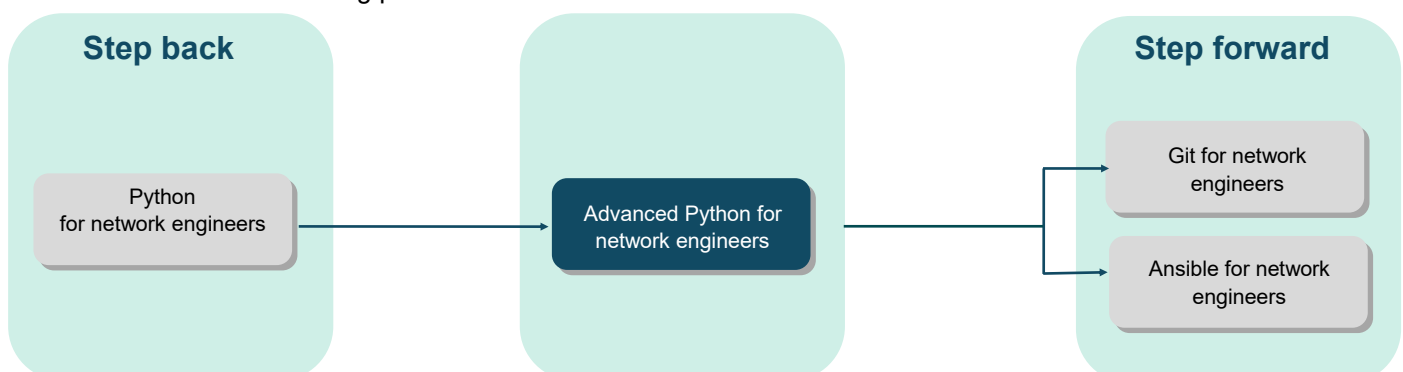 Step back
Step forward
Python
for network engineers
Advanced Python for
network engineers
Git for network
engineers
Ansible for network
engineers